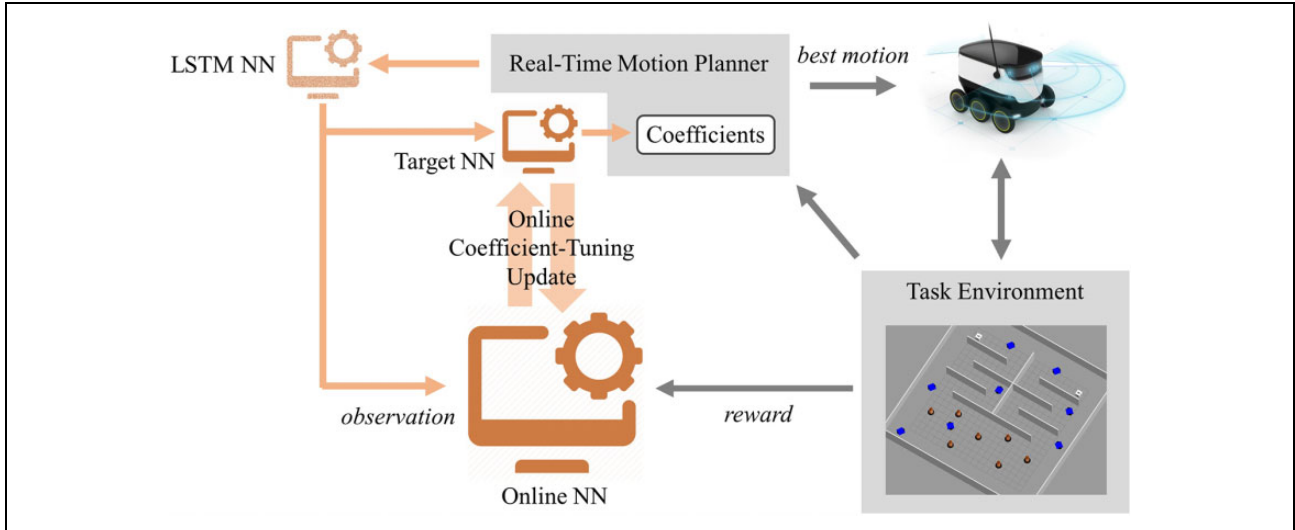 LSTM NN
Real-Time Motion Planner
best motion
Coefficients
Target NN
Online
Coefficient-Tuning
Update
Task Environment
observation
reward
Online NN